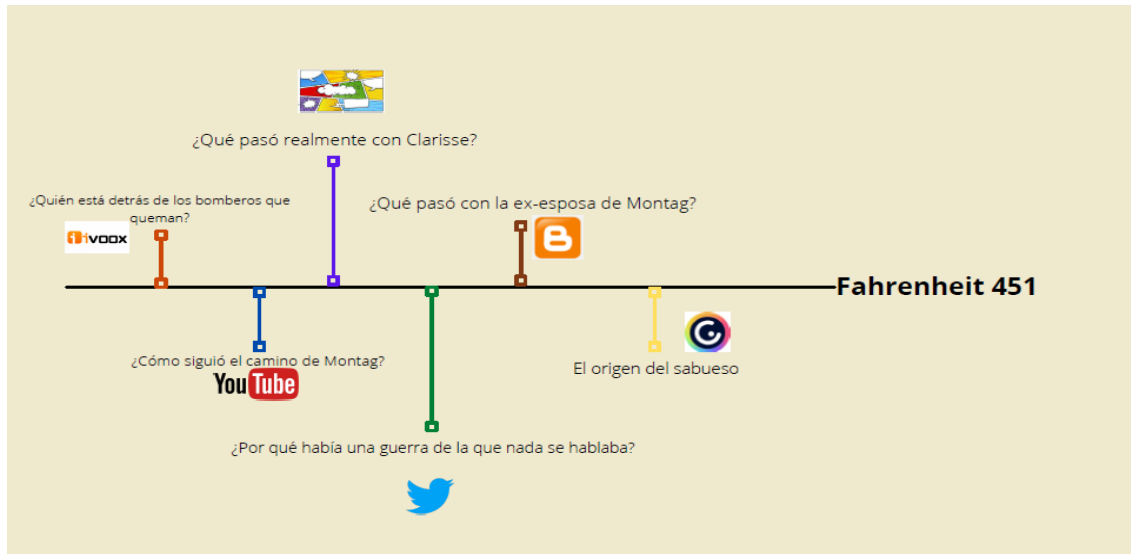 ¿Qué pasó realmente con Clarisse?
¿Quién está detrás de los bomberos que
queman?
ivoox
¿Qué pasó con la ex-esposa de Montag?
Fahrenheit 451
¿Cómo siguió el camino de Montag?
YouTube
El origen del sabueso
¿Por qué había una guerra de la que nada se hablaba?